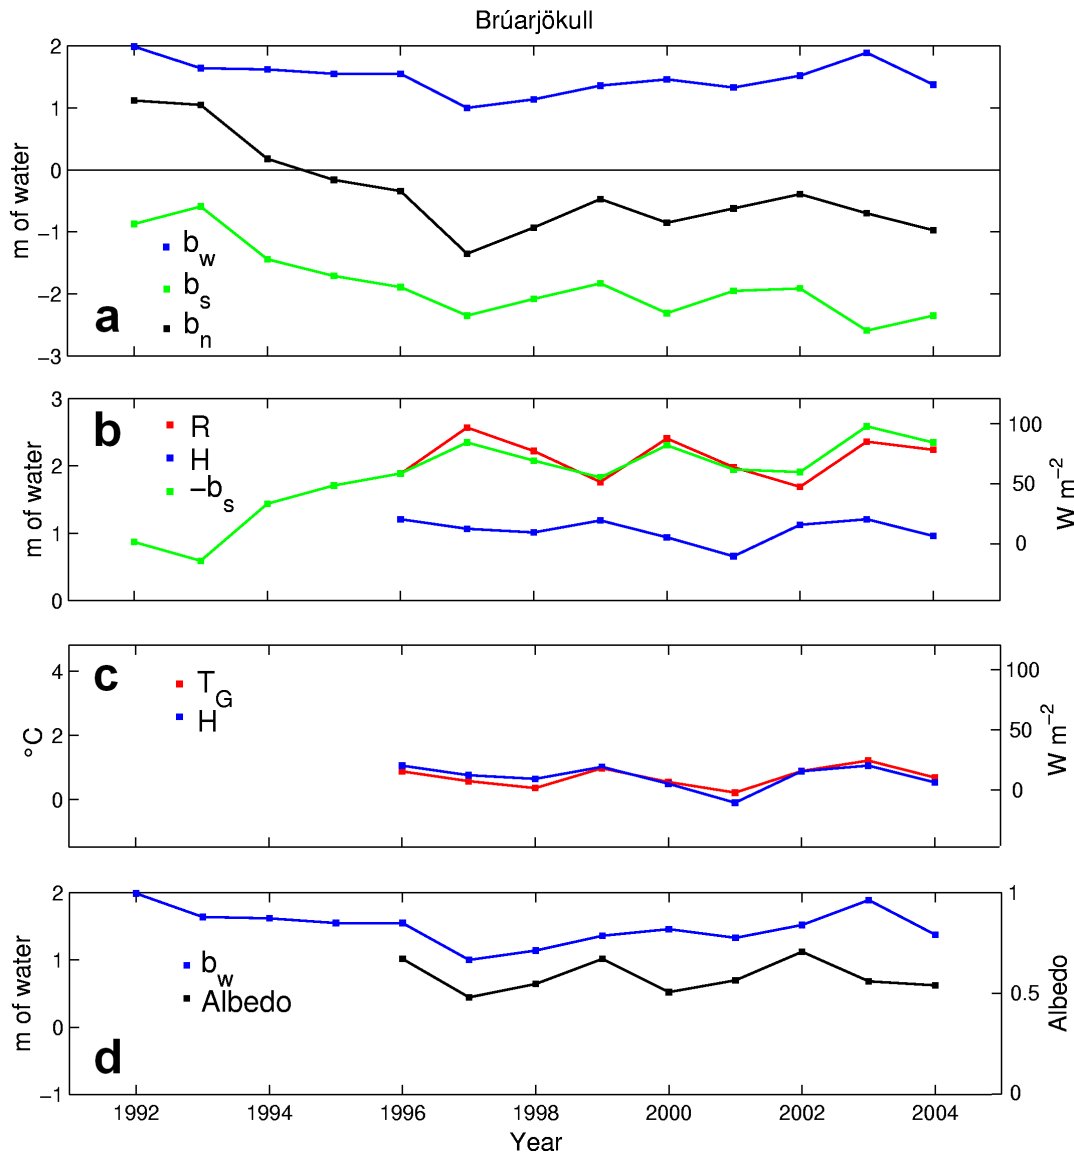 Brúarjökull
2
1
0
−1
−2
−3
m of water
b_w
b_s
b_n
a
3
2
1
0
m of water
b
R
H
−b_s
100
50
0
W m⁻²
4
2
0
°C
c
T_G
H
100
50
0
W m⁻²
2
1
0
−1
m of water
b_w
Albedo
d
1
0.5
0
Albedo
1992 1994 1996 1998 2000 2002 2004
Year